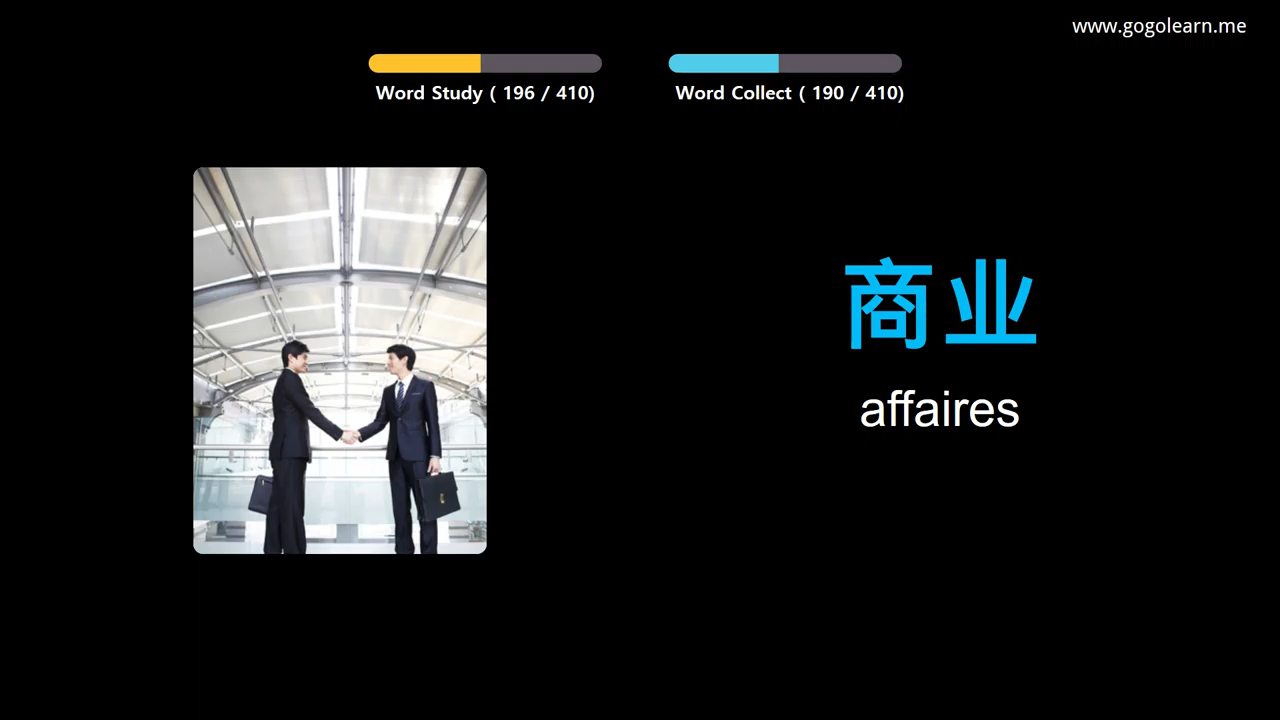 www.gogolearn.me
Word Study ( 196 / 410)
Word Collect ( 190 / 410)
商业
affaires